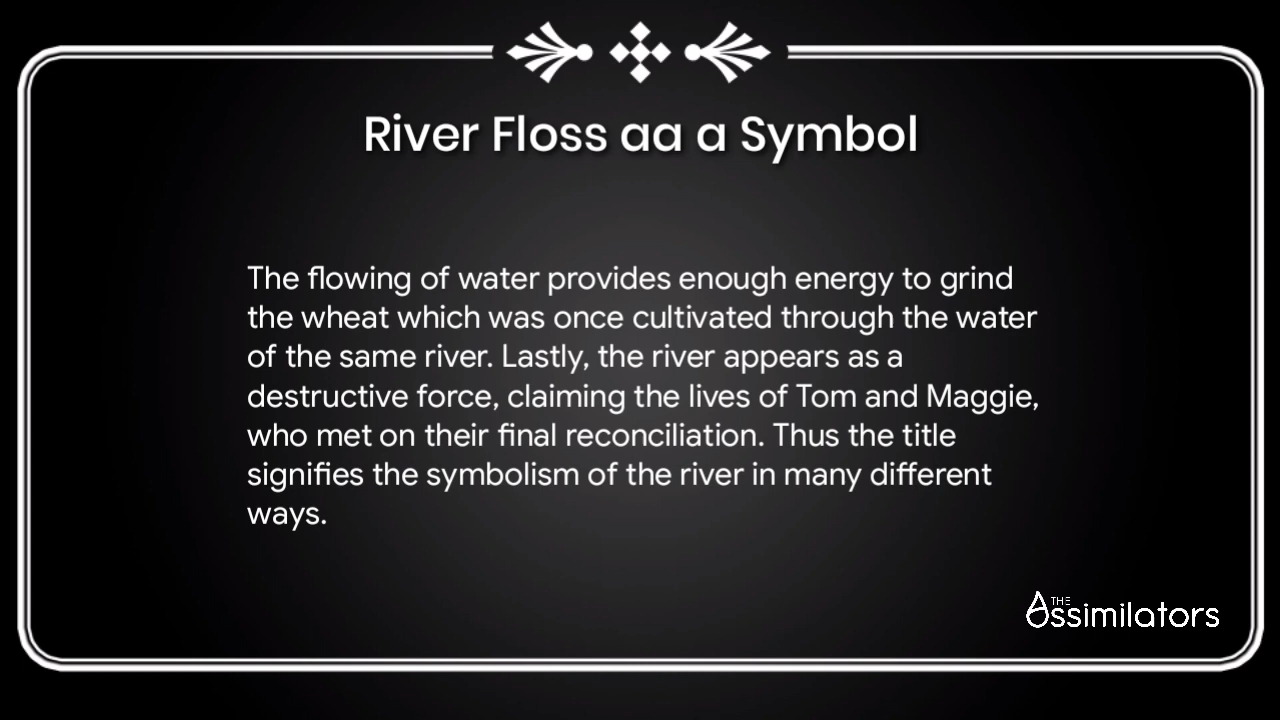 River Floss aa a Symbol
The flowing of water provides enough energy to grind
the wheat which was once cultivated through the water
of the same river. Lastly, the river appears as a
destructive force, claiming the lives of Tom and Maggie,
who met on their final reconciliation. Thus the title
signifies the symbolism of the river in many different
ways.
THE
Assimilators